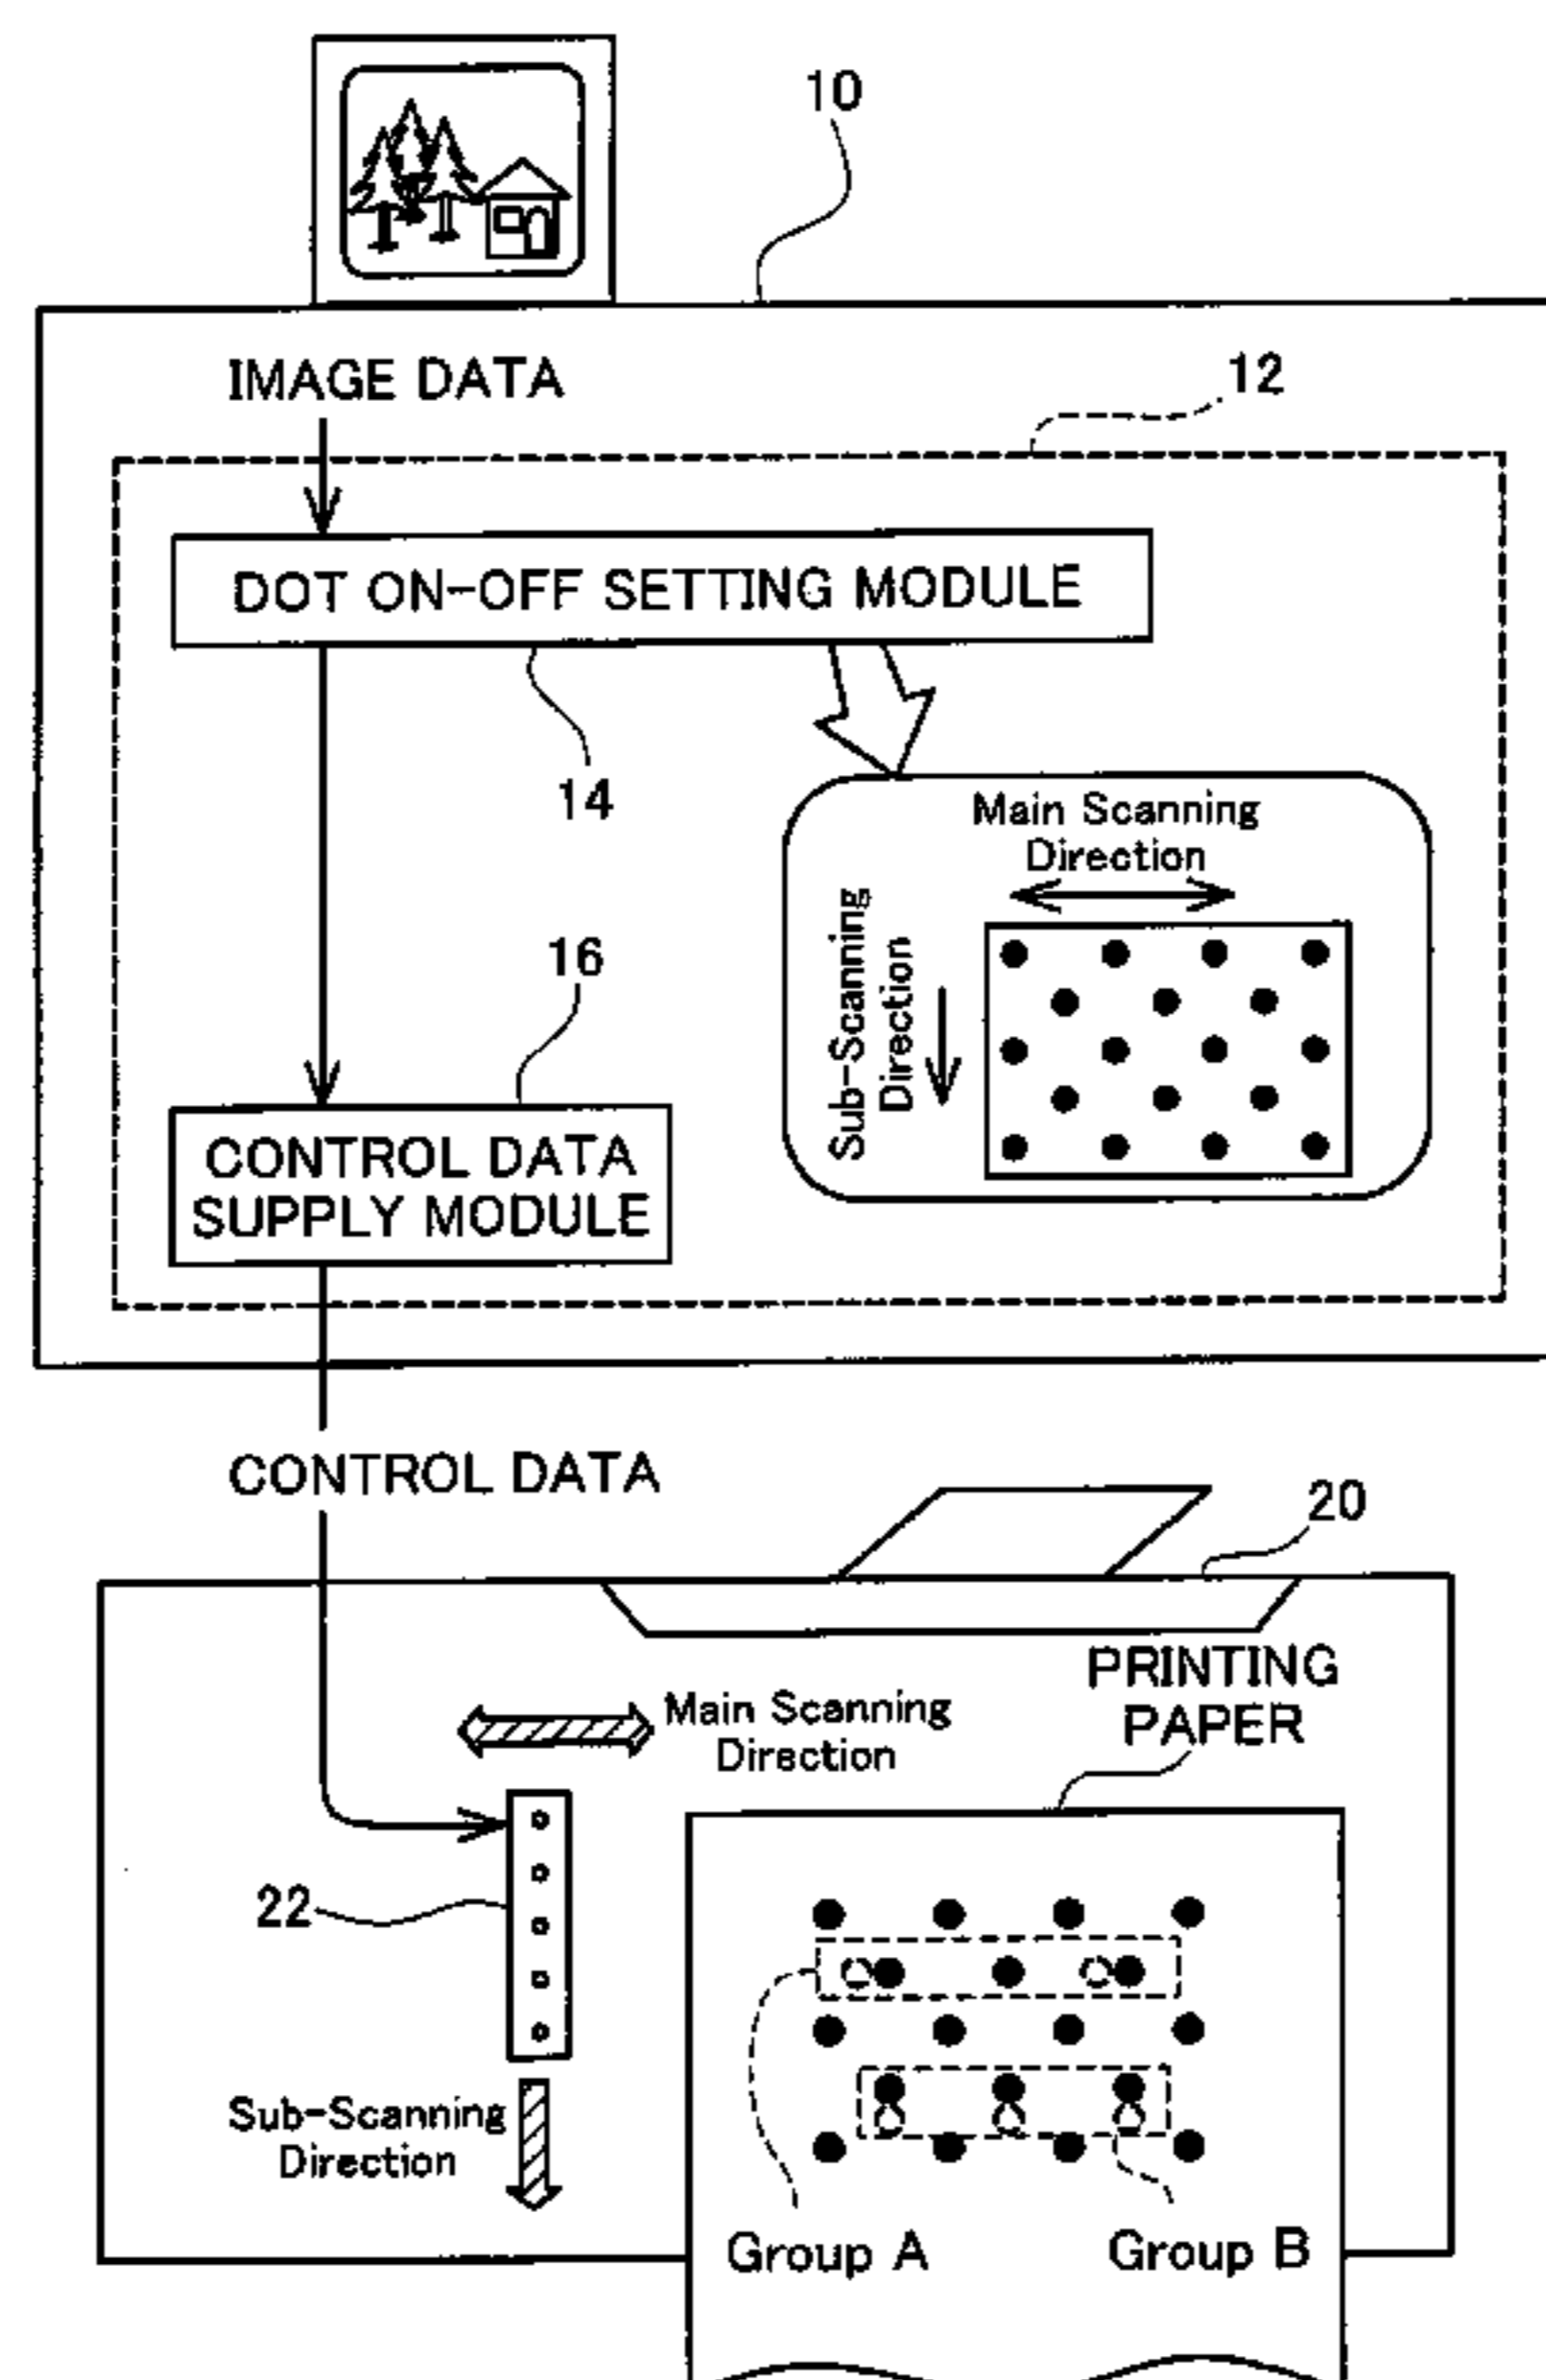 10
IMAGE DATA
12
DOT ON-OFF SETTING MODULE
14
Main Scanning
Direction
Sub-Scanning
Direction
16
CONTROL DATA
SUPPLY MODULE
CONTROL DATA
20
PRINTING
PAPER
Main Scanning
Direction
22
Sub-Scanning
Direction
Group A
Group B